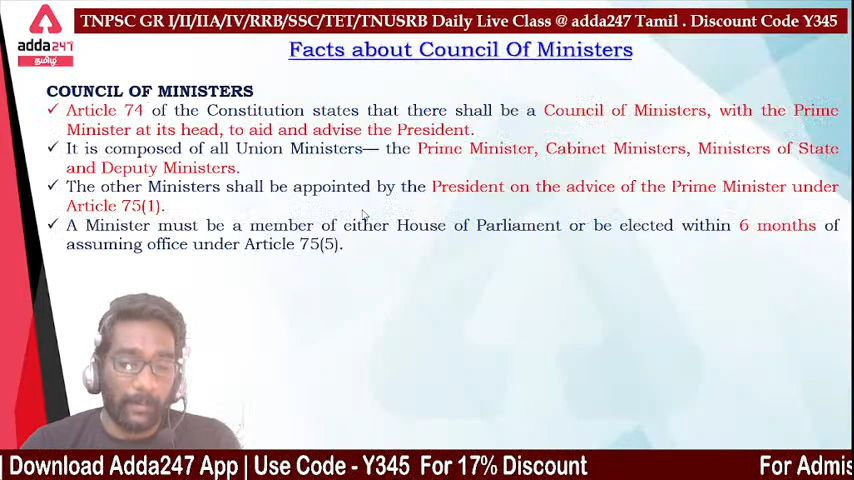 TNPSC GR I/II/IIA/IV/RRB/SSC/TET/TNUSRB Daily Live Class @ adda247 Tamil . Discount Code Y345
adda247
தமிழ்
Facts about Council Of Ministers
COUNCIL OF MINISTERS
✓ Article 74 of the Constitution states that there shall be a Council of Ministers, with the Prime
Minister at its head, to aid and advise the President.
✓ It is composed of all Union Ministers— the Prime Minister, Cabinet Ministers, Ministers of State
and Deputy Ministers.
✓ The other Ministers shall be appointed by the President on the advice of the Prime Minister under
Article 75(1).
✓ A Minister must be a member of either House of Parliament or be elected within 6 months of
assuming office under Article 75(5).
| Download Adda247 App | Use Code - Y345 For 17% Discount For Admis